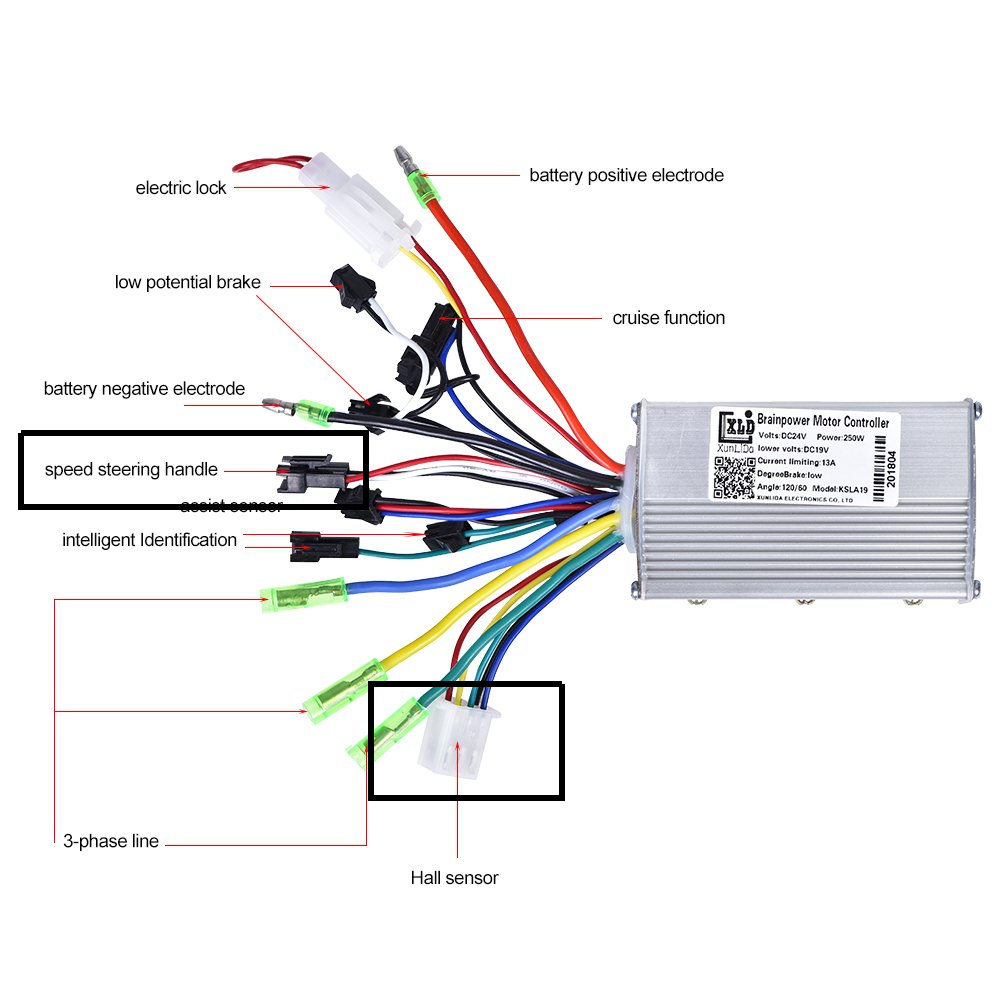 electric lock
battery positive electrode
low potential brake
cruise function
battery negative electrode
speed steering handle
assist sensor
intelligent Identification
3-phase line
Hall sensor
XLD
XunLiDa
Brainpower Motor Controller
Volts:DC24V Power:250W
lower volts:DC19V
Current limiting:13A
DegreeBrake:low
Angle:120/60 Model:KSLA19
XUNLIDA ELECTRONICS CO., LTD
201804